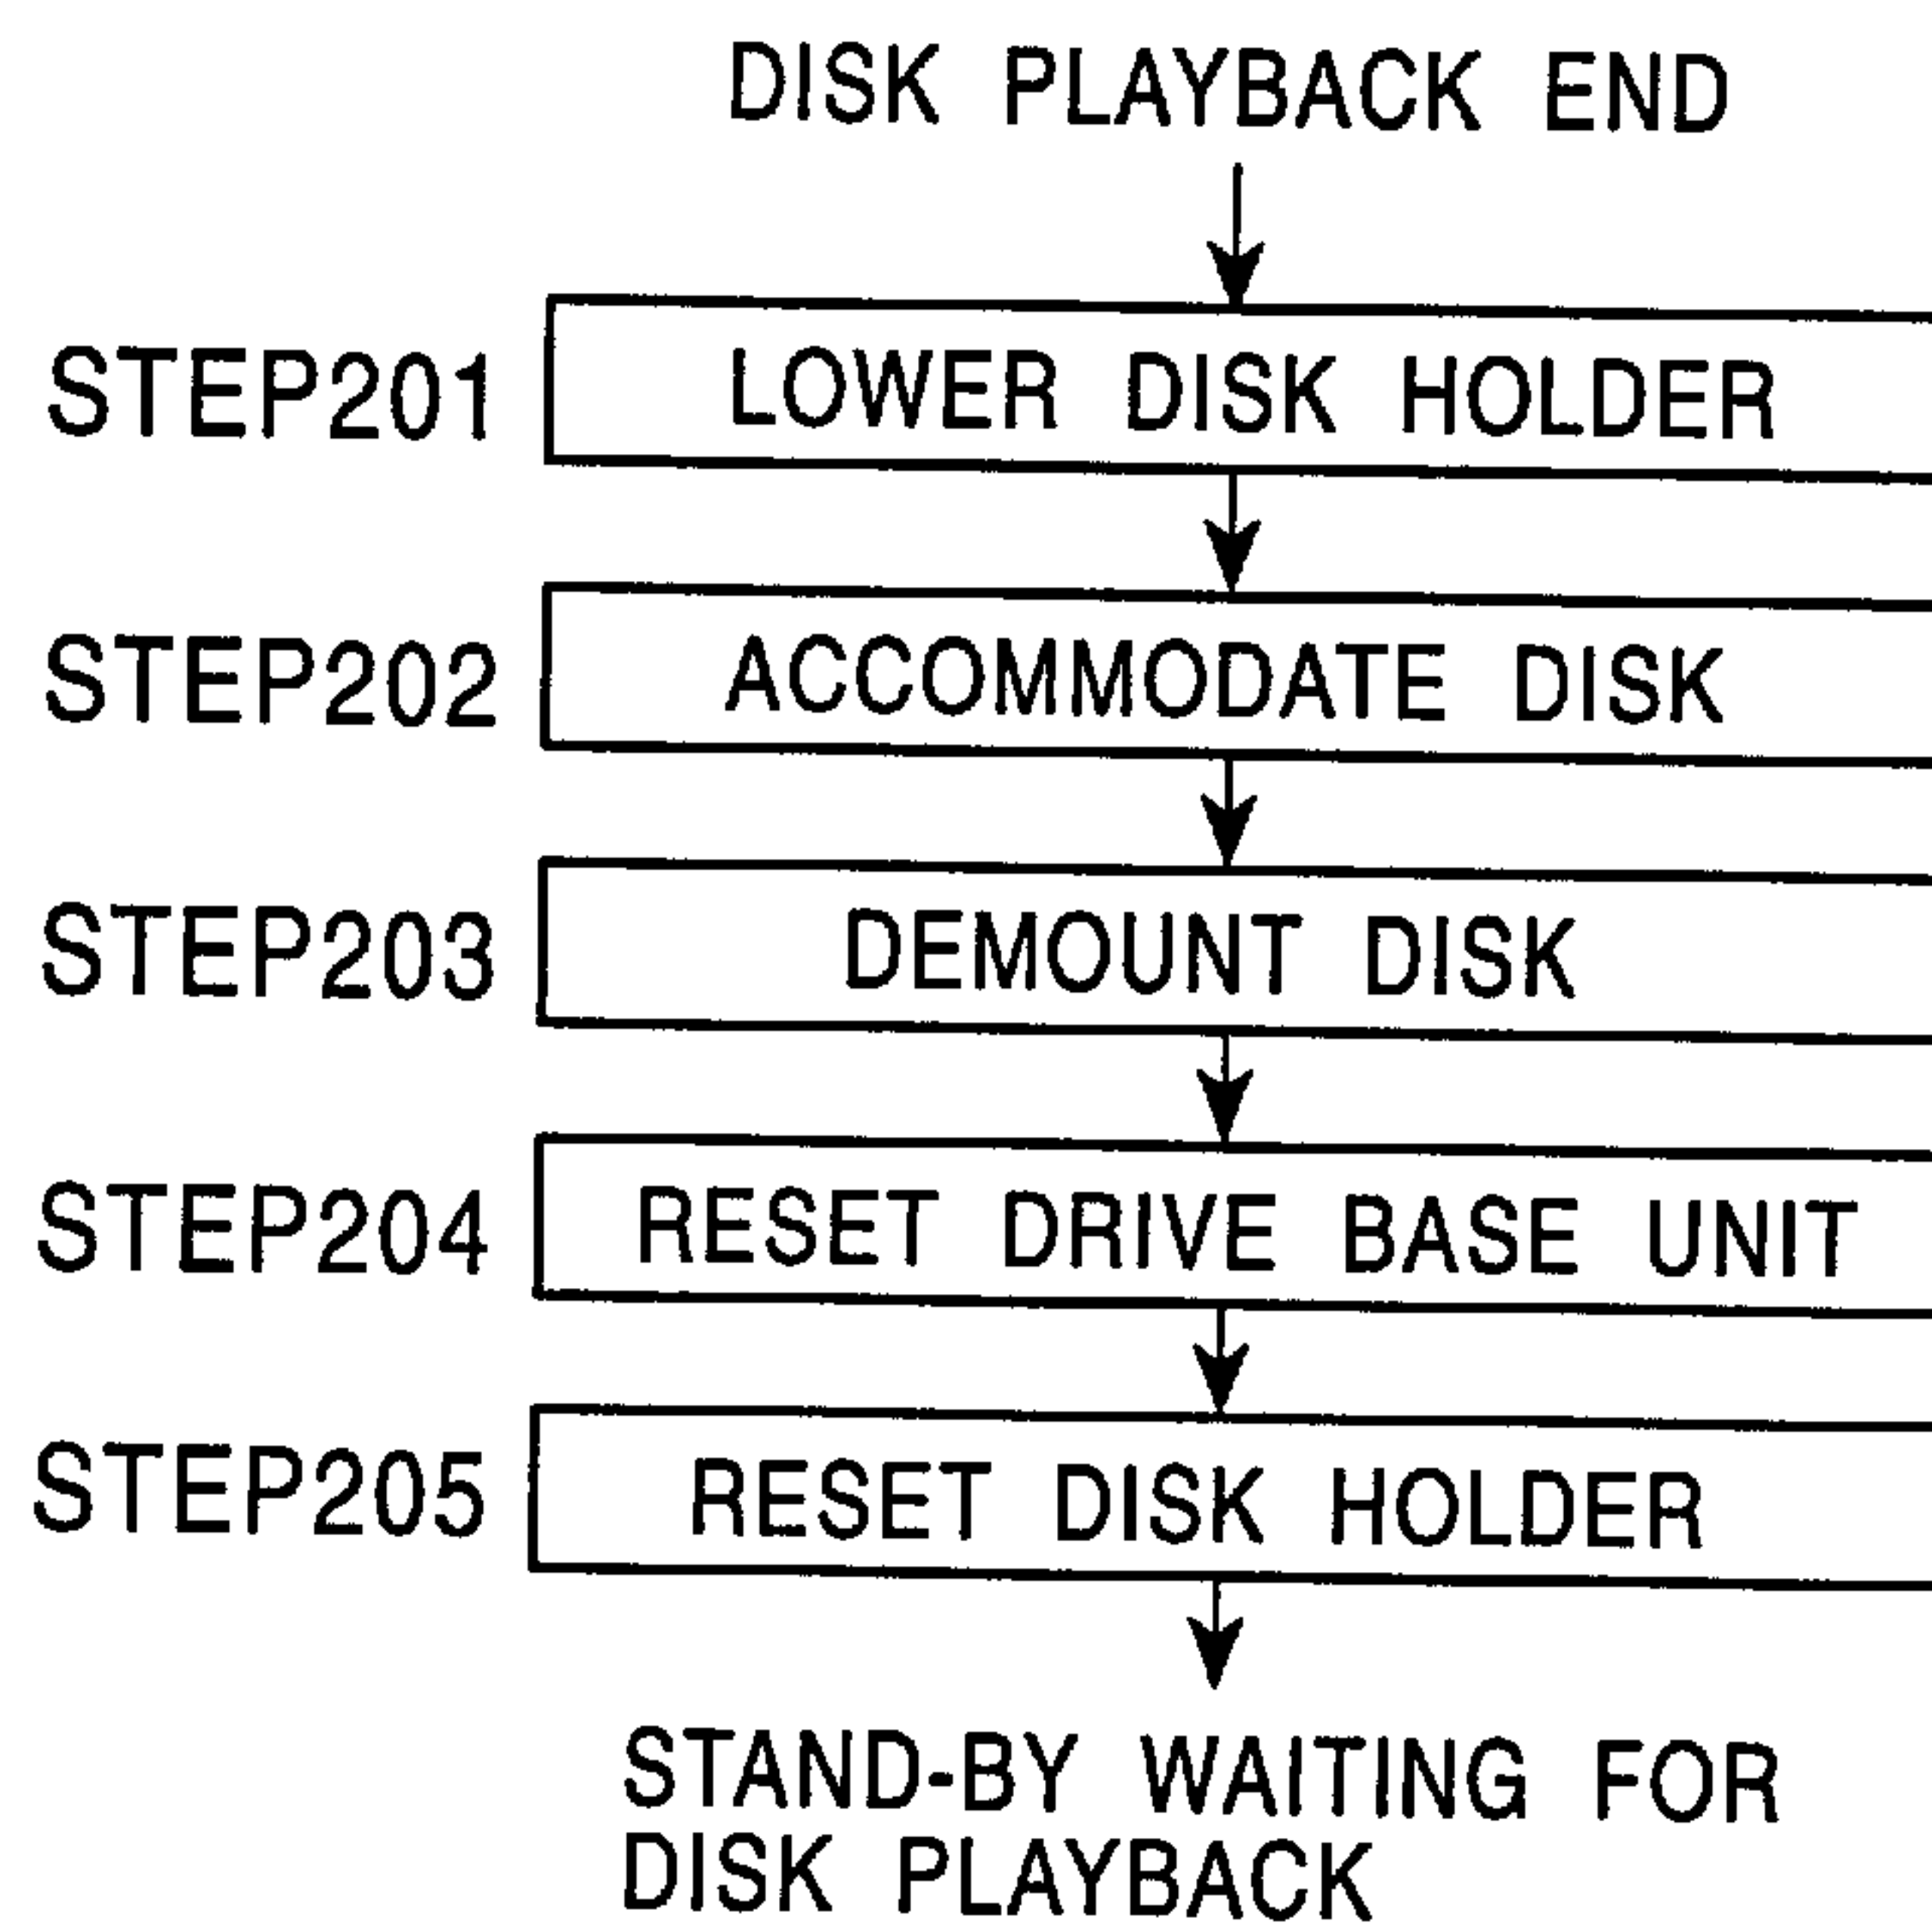 DISK PLAYBACK END
STEP201 LOWER DISK HOLDER
STEP202 ACCOMMODATE DISK
STEP203 DEMOUNT DISK
STEP204 RESET DRIVE BASE UNIT
STEP205 RESET DISK HOLDER
STAND-BY WAITING FOR
DISK PLAYBACK